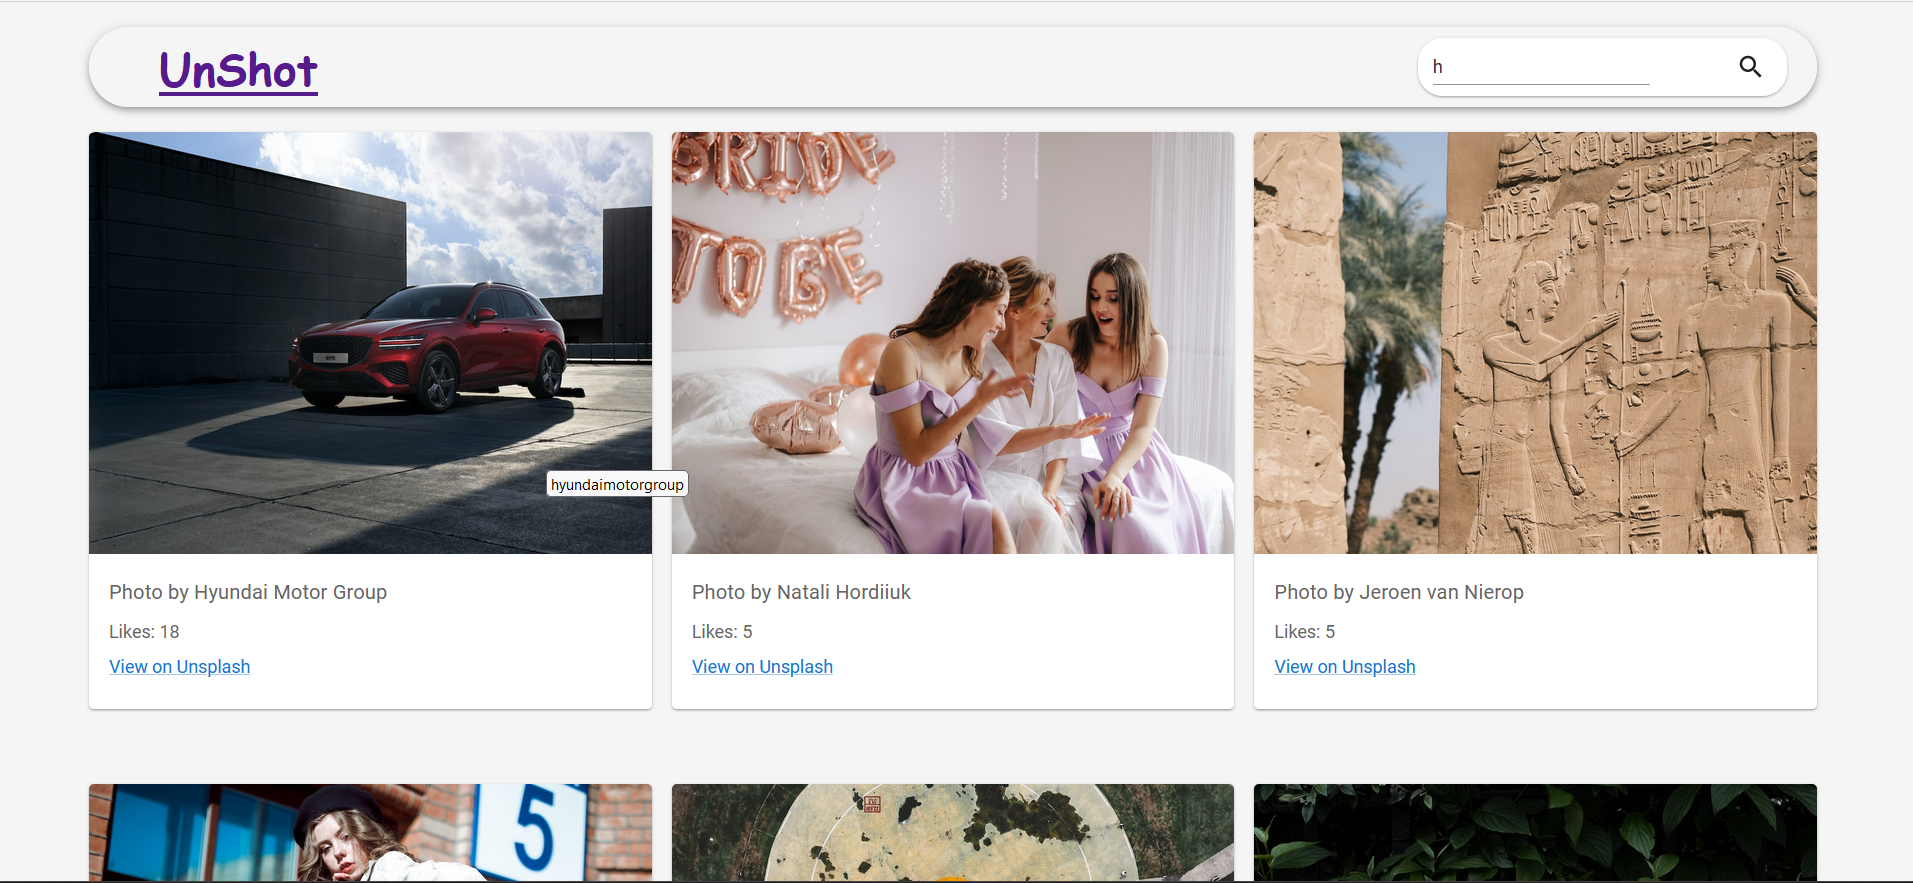 UnShot
h
BRIDE
TO BE
hyundaimotorgroup
Photo by Hyundai Motor Group
Likes: 18
View on Unsplash
Photo by Natali Hordiiuk
Likes: 5
View on Unsplash
Photo by Jeroen van Nierop
Likes: 5
View on Unsplash
5